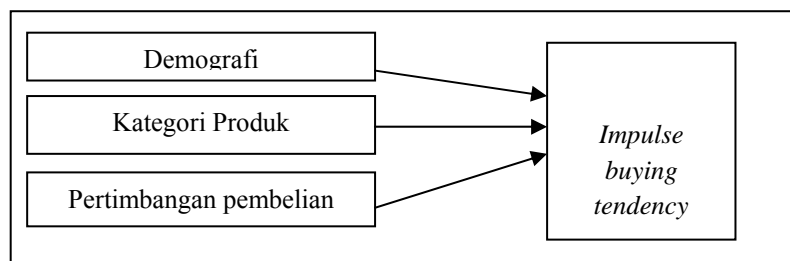 Demografi
Kategori Produk
Pertimbangan pembelian
Impulse
buying
tendency